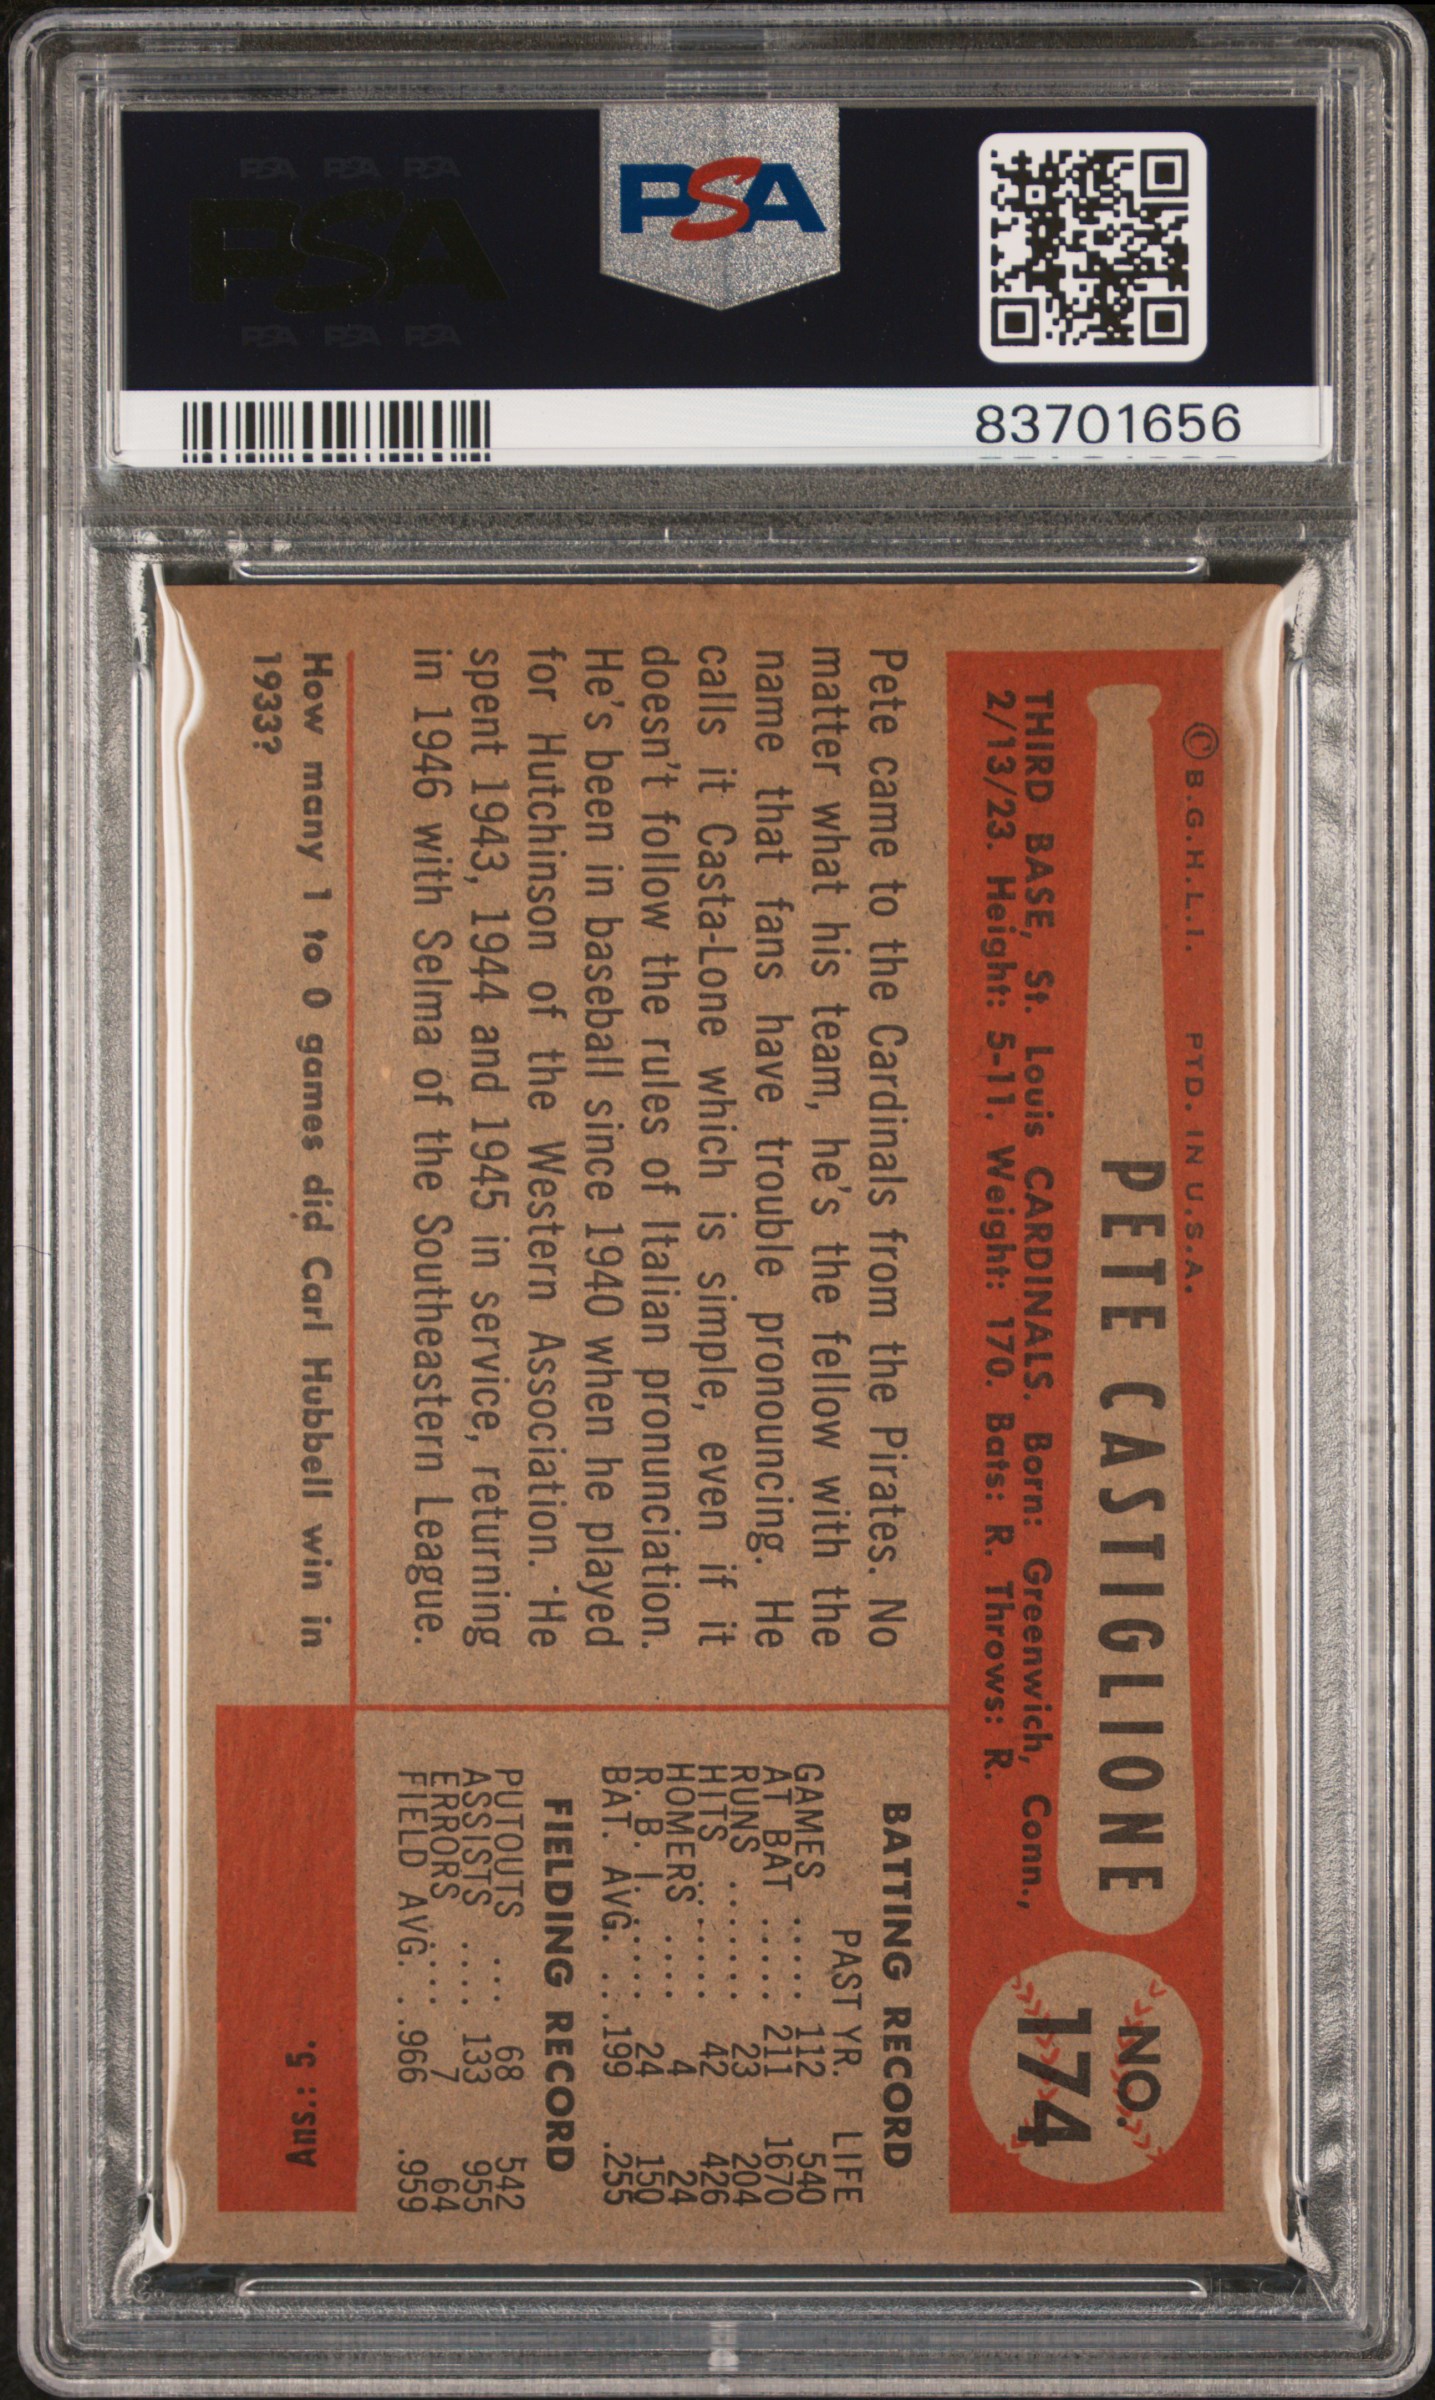 PSA PSA PSA
PSA
PSA PSA PSA
PSA
83701656
© B.G.H.L.I. PTD. IN U.S.A.
PETE CASTIGLIONE
NO.
174
THIRD BASE, St. Louis CARDINALS. Born: Greenwich, Conn.,
2/13/23. Height: 5-11. Weight: 170. Bats: R. Throws: R.
Pete came to the Cardinals from the Pirates. No
matter what his team, he's the fellow with the
name that fans have trouble pronouncing. He
calls it Casta-Lone which is simple, even if it
doesn't follow the rules of Italian pronunciation.
He's been in baseball since 1940 when he played
for Hutchinson of the Western Association. He
spent 1943, 1944 and 1945 in service, returning
in 1946 with Selma of the Southeastern League.
BATTING RECORD
PAST YR. LIFE
GAMES .... 112 540
AT BAT ..... 211 1670
RUNS ....... 23 204
HITS ....... 42 426
HOMERS .... 4 24
R. B. I. .... 24 150
BAT. AVG. .. .199 .255
FIELDING RECORD
PUTOUTS ... 68 542
ASSISTS .... 133 955
ERRORS .... 7 64
FIELD AVG. . .966 .959
How many 1 to 0 games did Carl Hubbell win in
1933?
Ans.: 5.